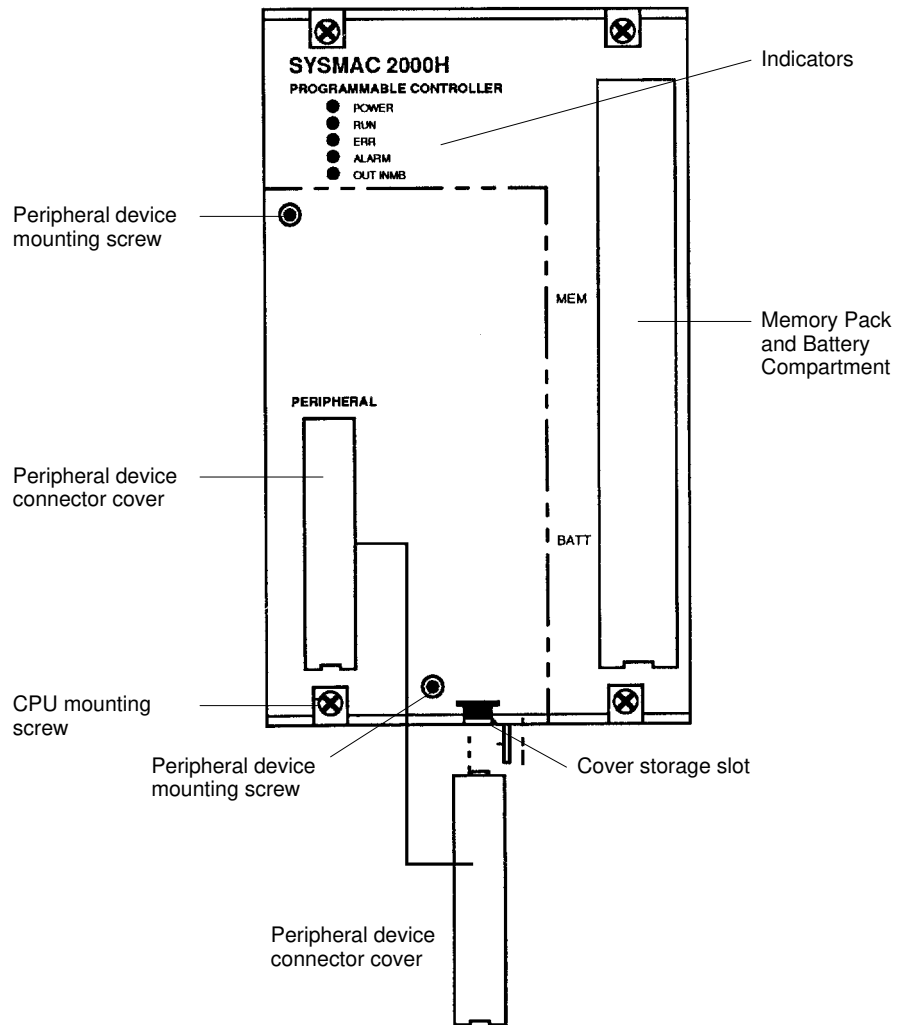 SYSMAC 2000H
PROGRAMMABLE CONTROLLER
POWER
RUN
ERR
ALARM
OUT INMB
Indicators
Peripheral device
mounting screw
MEM
Memory Pack
and Battery
Compartment
PERIPHERAL
Peripheral device
connector cover
BATT
CPU mounting
screw
Peripheral device
mounting screw
Cover storage slot
Peripheral device
connector cover